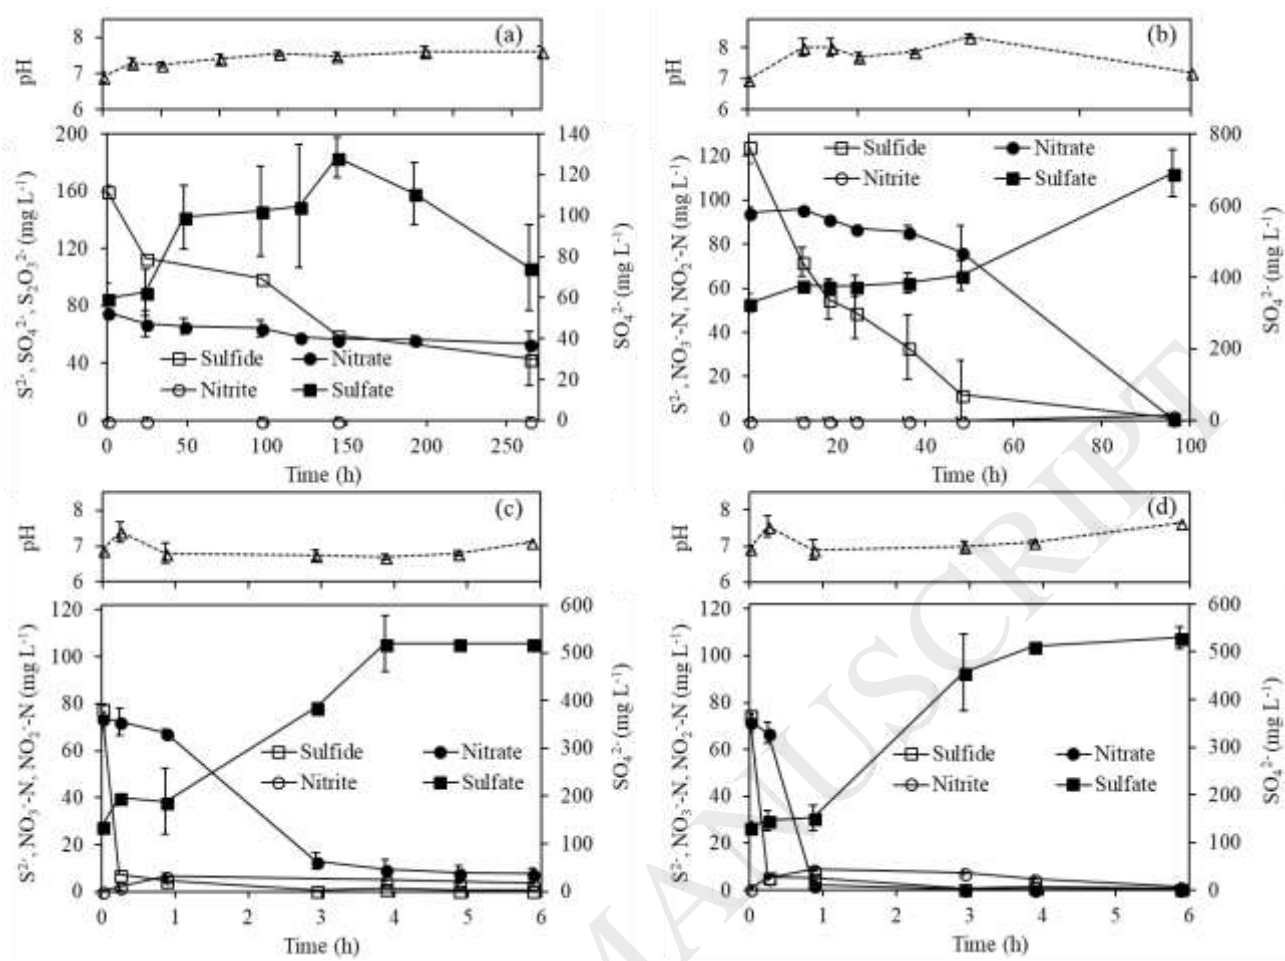 (a)
8
7
6
pH
200
160
120
80
40
0
S²⁻, SO₄²⁻, S₂O₃²⁻ (mg L⁻¹)
140
120
100
80
60
40
20
0
SO₄²⁻ (mg L⁻¹)
Sulfide
Nitrate
Nitrite
Sulfate
0 50 100 150 200 250
Time (h)
(b)
8
7
6
pH
120
100
80
60
40
20
0
S²⁻, NO₃⁻-N, NO₂⁻-N (mg L⁻¹)
800
600
400
200
0
SO₄²⁻ (mg L⁻¹)
Sulfide
Nitrate
Nitrite
Sulfate
0 20 40 60 80 100
Time (h)
(c)
8
7
6
pH
120
100
80
60
40
20
0
S²⁻, NO₃⁻-N, NO₂⁻-N (mg L⁻¹)
600
500
400
300
200
100
0
SO₄²⁻ (mg L⁻¹)
Sulfide
Nitrate
Nitrite
Sulfate
0 1 2 3 4 5 6
Time (h)
(d)
8
7
6
pH
120
100
80
60
40
20
0
S²⁻, NO₃⁻-N, NO₂⁻-N (mg L⁻¹)
600
500
400
300
200
100
0
SO₄²⁻ (mg L⁻¹)
Sulfide
Nitrate
Nitrite
Sulfate
0 1 2 3 4 5 6
Time (h)
MANUSCRIPT